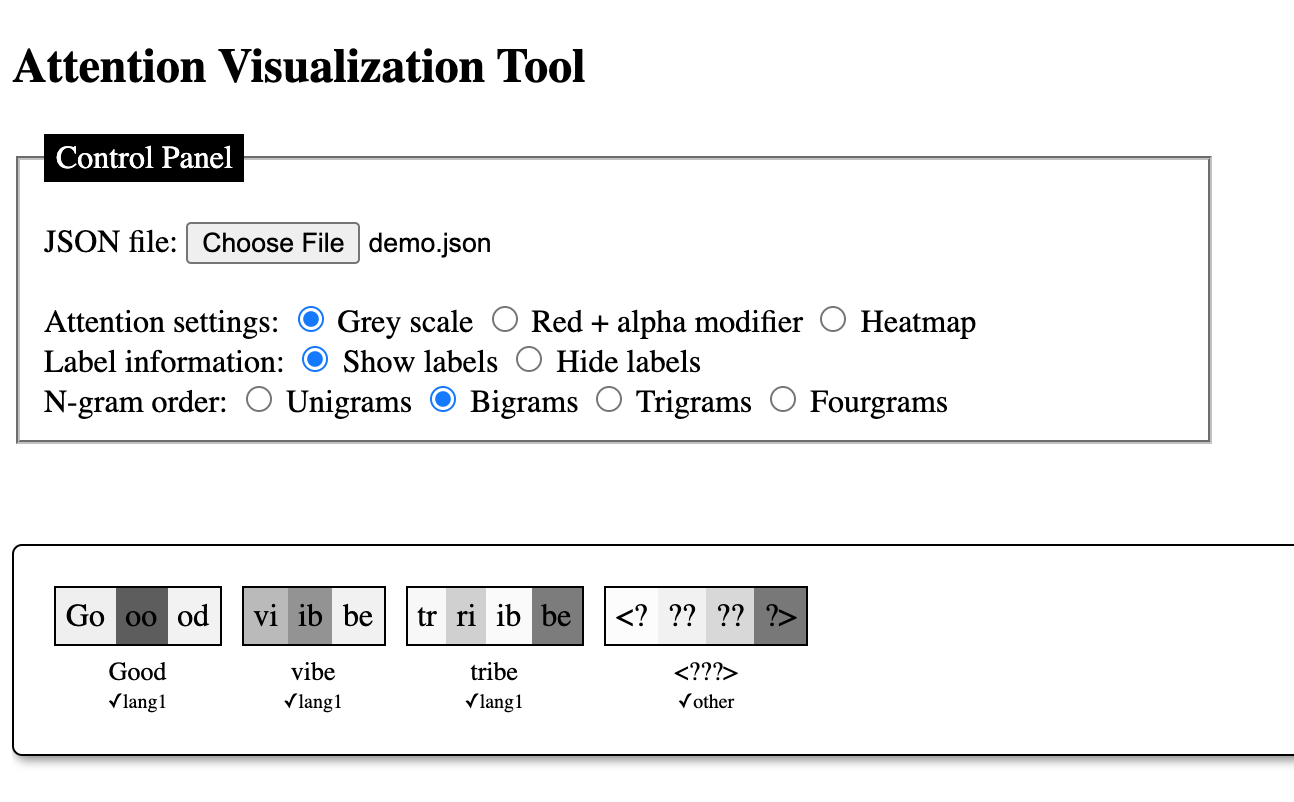 Attention Visualization Tool
Control Panel
JSON file: Choose File demo.json
Attention settings: Grey scale Red + alpha modifier Heatmap
Label information: Show labels Hide labels
N-gram order: Unigrams Bigrams Trigrams Fourgrams
Go oo od vi ib be tr ri ib be <? ?? ?? ?>
Good vibe tribe <???>
✓lang1 ✓lang1 ✓lang1 ✓other